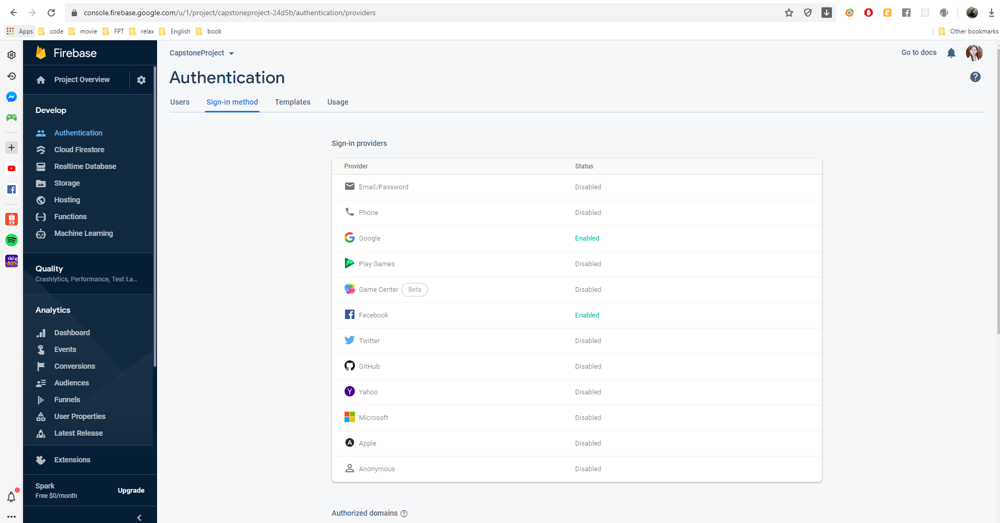 console.firebase.google.com/u/1/project/capstoneproject-24d5b/authentication/providers
Apps code movie FPT relax English book Other bookmarks
Firebase
Project Overview
Develop
Authentication
Cloud Firestore
Realtime Database
Storage
Hosting
Functions
Machine Learning
Quality
Crashlytics, Performance, Test La...
Analytics
Dashboard
Events
Conversions
Audiences
Funnels
User Properties
Latest Release
Extensions
Spark
Free $0/month
Upgrade
CapstoneProject
Go to docs
Authentication
Users Sign-in method Templates Usage
Sign-in providers
Provider Status
Email/Password Disabled
Phone Disabled
Google Enabled
Play Games Disabled
Game Center Beta Disabled
Facebook Enabled
Twitter Disabled
GitHub Disabled
Yahoo Disabled
Microsoft Disabled
Apple Disabled
Anonymous Disabled
Authorized domains
9.9
TIKI
-50%